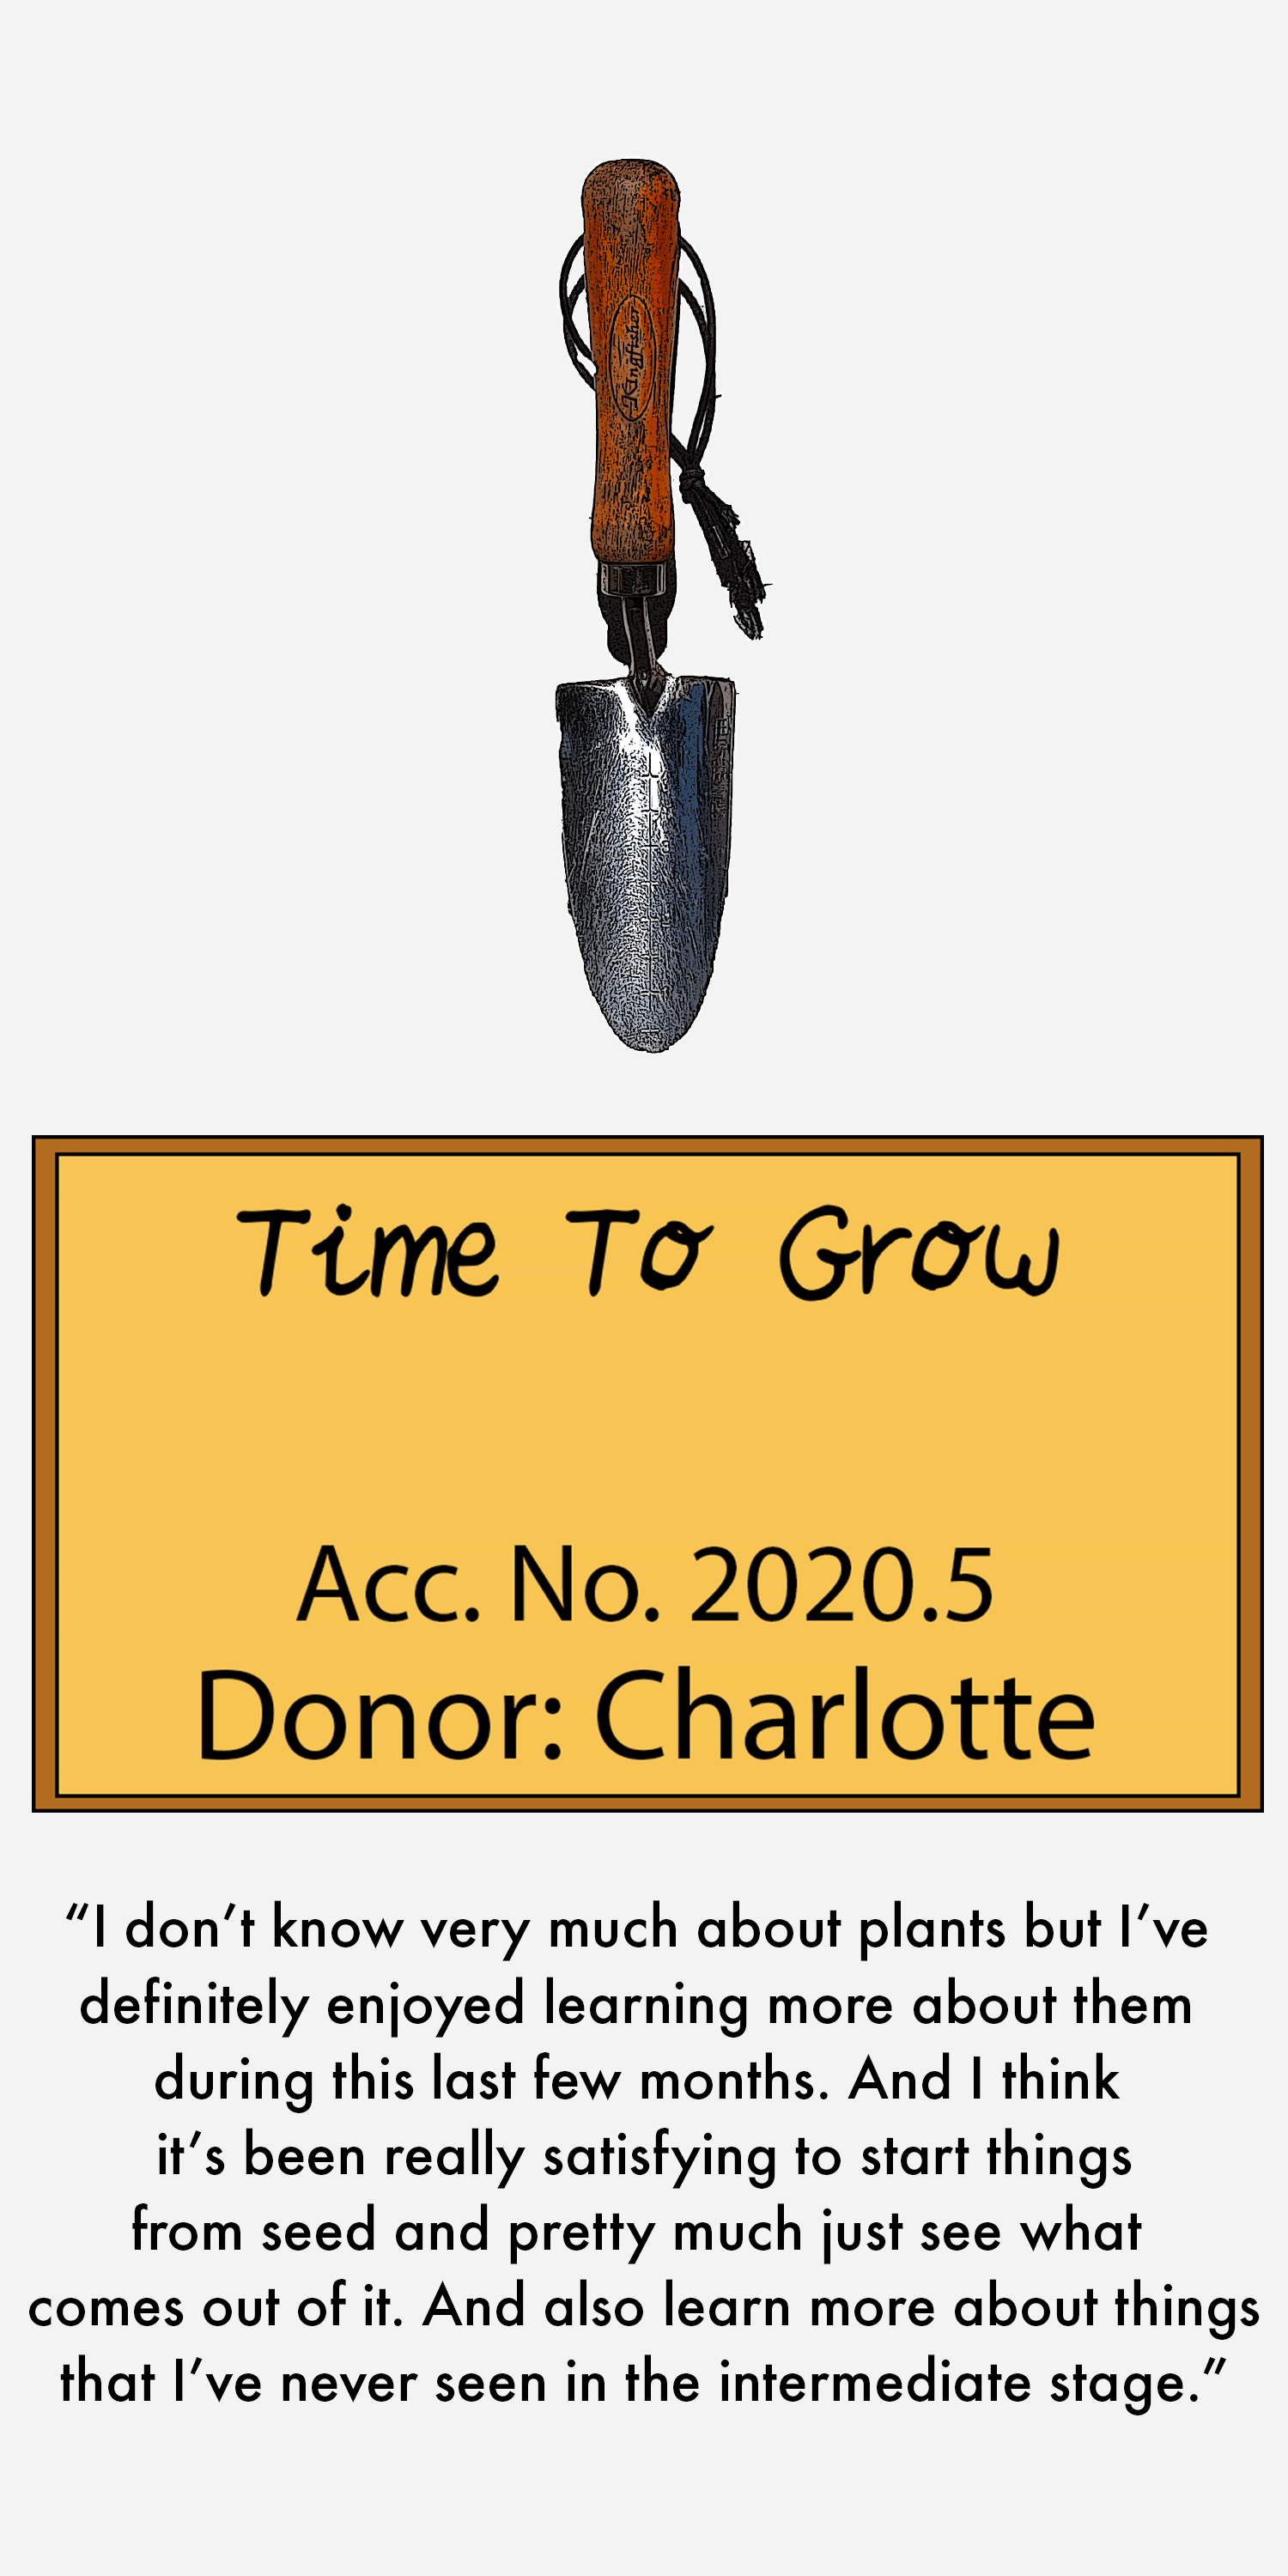 Kingfisher
Time To Grow
Acc. No. 2020.5
Donor: Charlotte
“I don’t know very much about plants but I’ve
definitely enjoyed learning more about them
during this last few months. And I think
it’s been really satisfying to start things
from seed and pretty much just see what
comes out of it. And also learn more about things
that I’ve never seen in the intermediate stage.”